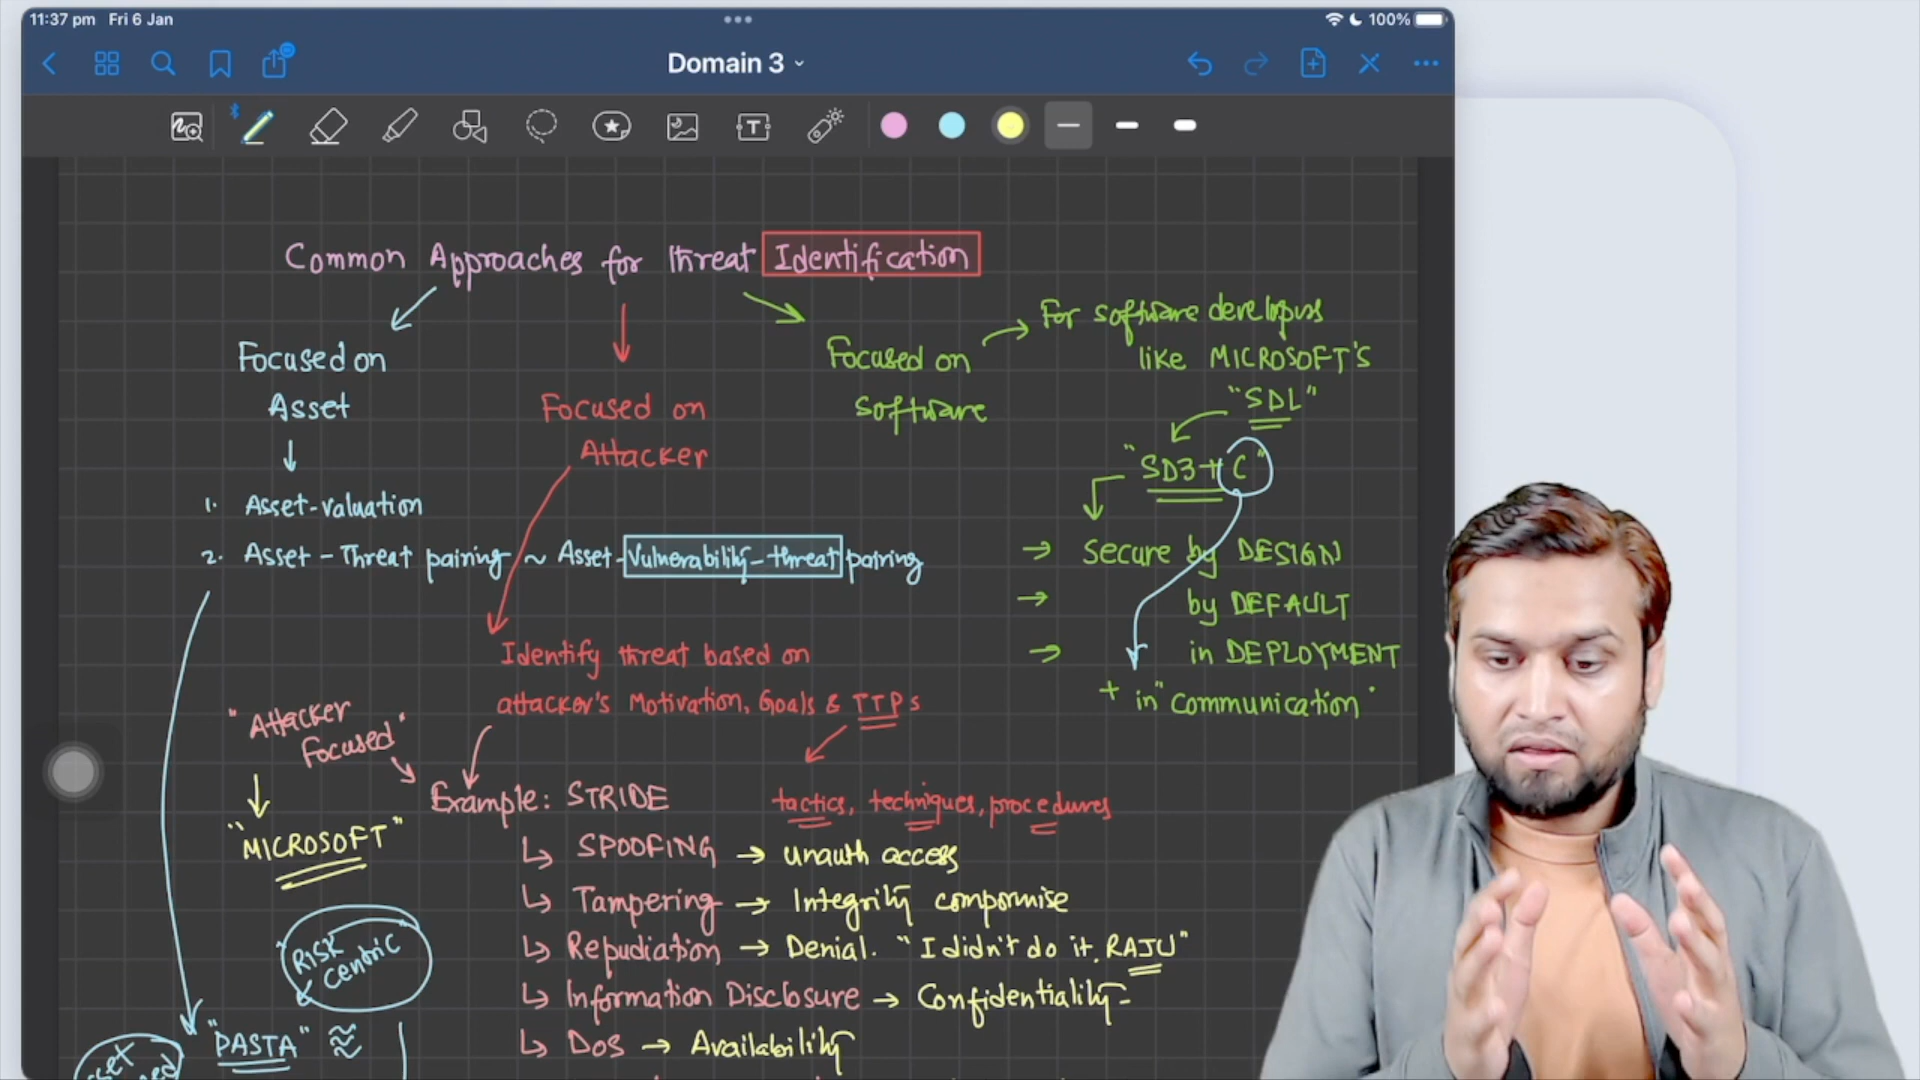 11:37 pm Fri 6 Jan
100%
Domain 3
Common Approaches for threat Identification
Focused on
Asset
1. Asset-valuation
2. Asset - Threat pairing ~ Asset-Vulnerability-threat pairing
Focused on
Attacker
Identify threat based on
attacker's Motivation, Goals & TTPs
tactics, techniques, procedures
Focused on
Software
For software developers
like MICROSOFT'S
"SDL"
"SD3+C"
Secure by DESIGN
by DEFAULT
in DEPLOYMENT
+ in "Communication"
"Attacker
Focused"
"MICROSOFT"
Example: STRIDE
SPOOFING → unauth access
Tampering → Integrity compormise
Repudiation → Denial. "I didn't do it, RAJU"
Information Disclosure → Confidentiality-
DOS → Availability
"RISK
Centric"
"PASTA" ≈